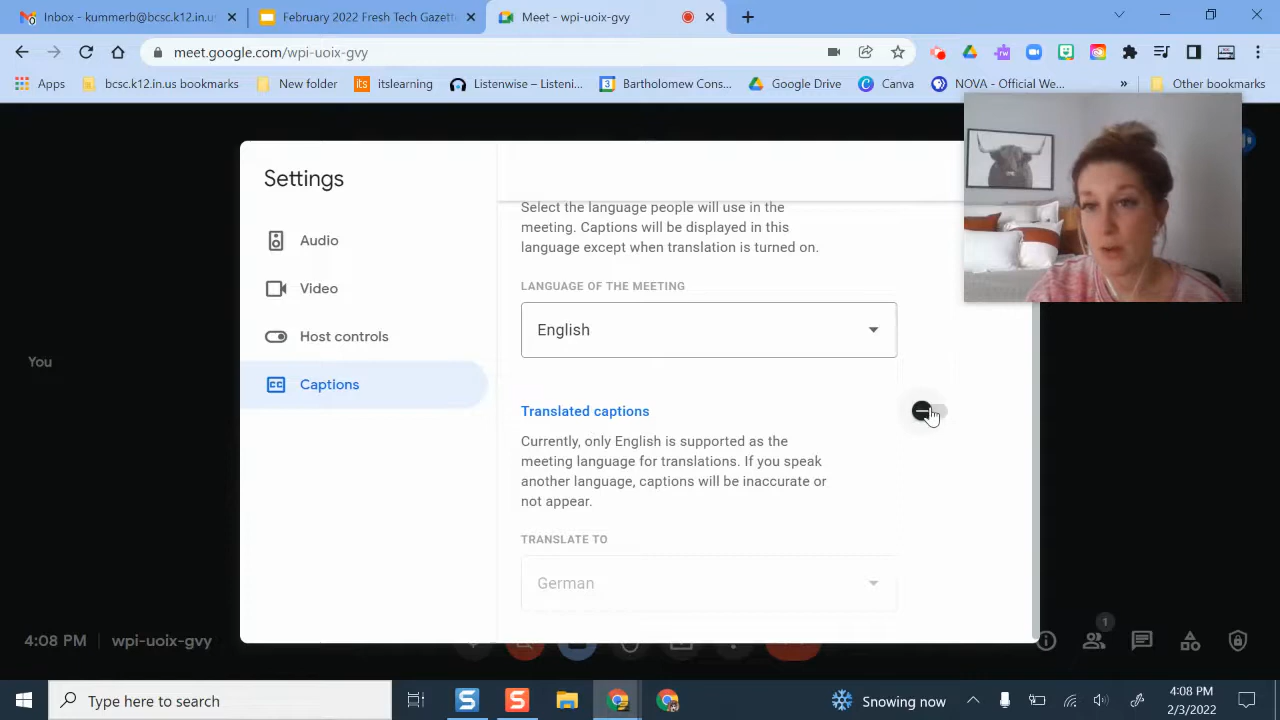 Inbox - kummerb@bcsc.k12.in.us
February 2022 Fresh Tech Gazett
Meet - wpi-uoix-gvy
meet.google.com/wpi-uoix-gvy
Apps
bcsc.k12.in.us bookmarks
New folder
its
itslearning
Listenwise – Listeni...
3
Bartholomew Cons...
Google Drive
Canva
NOVA - Official We...
»
Other bookmarks
Settings
Audio
Video
Host controls
CC
Captions
Select the language people will use in the
meeting. Captions will be displayed in this
language except when translation is turned on.
LANGUAGE OF THE MEETING
English
Translated captions
Currently, only English is supported as the
meeting language for translations. If you speak
another language, captions will be inaccurate or
not appear.
TRANSLATE TO
German
You
4:08 PM
wpi-uoix-gvy
1
Type here to search
Snowing now
4:08 PM
2/3/2022